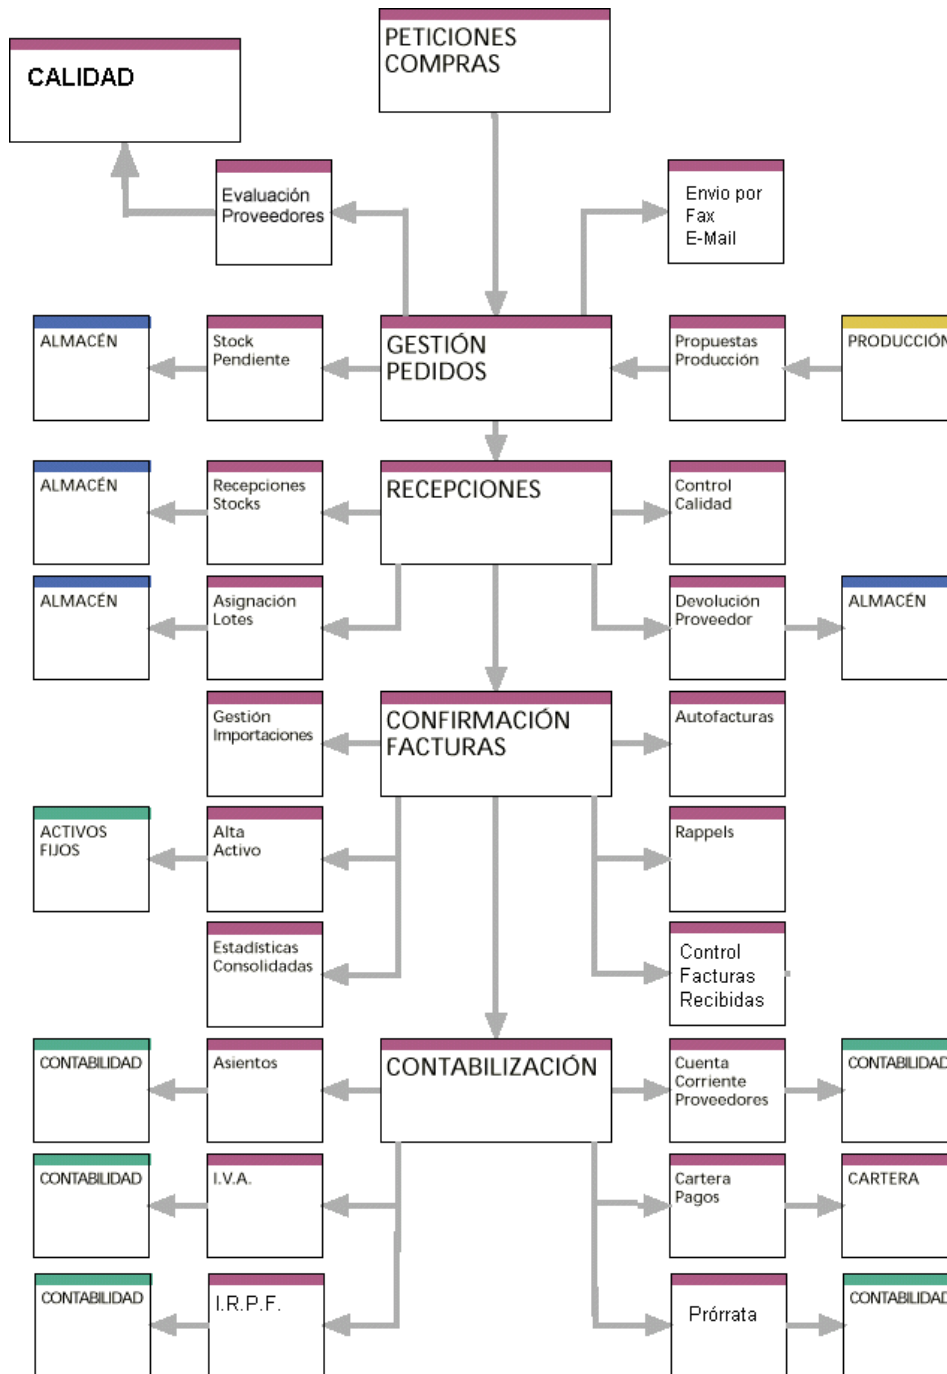 PETICIONES
COMPRAS
CALIDAD
Evaluación
Proveedores
Envio por
Fax
E-Mail
ALMACÉN
Stock
Pendiente
GESTIÓN
PEDIDOS
Propuestas
Producción
PRODUCCIÓN
ALMACÉN
Recepciones
Stocks
RECEPCIONES
Control
Calidad
ALMACÉN
Asignación
Lotes
Devolución
Proveedor
ALMACÉN
Gestión
Importaciones
CONFIRMACIÓN
FACTURAS
Autofacturas
ACTIVOS
FIJOS
Alta
Activo
Rappels
Estadísticas
Consolidadas
Control
Facturas
Recibidas
CONTABILIDAD
Asientos
CONTABILIZACIÓN
Cuenta
Corriente
Proveedores
CONTABILIDAD
CONTABILIDAD
I.V.A.
Cartera
Pagos
CARTERA
CONTABILIDAD
I.R.P.F.
Prórrata
CONTABILIDAD